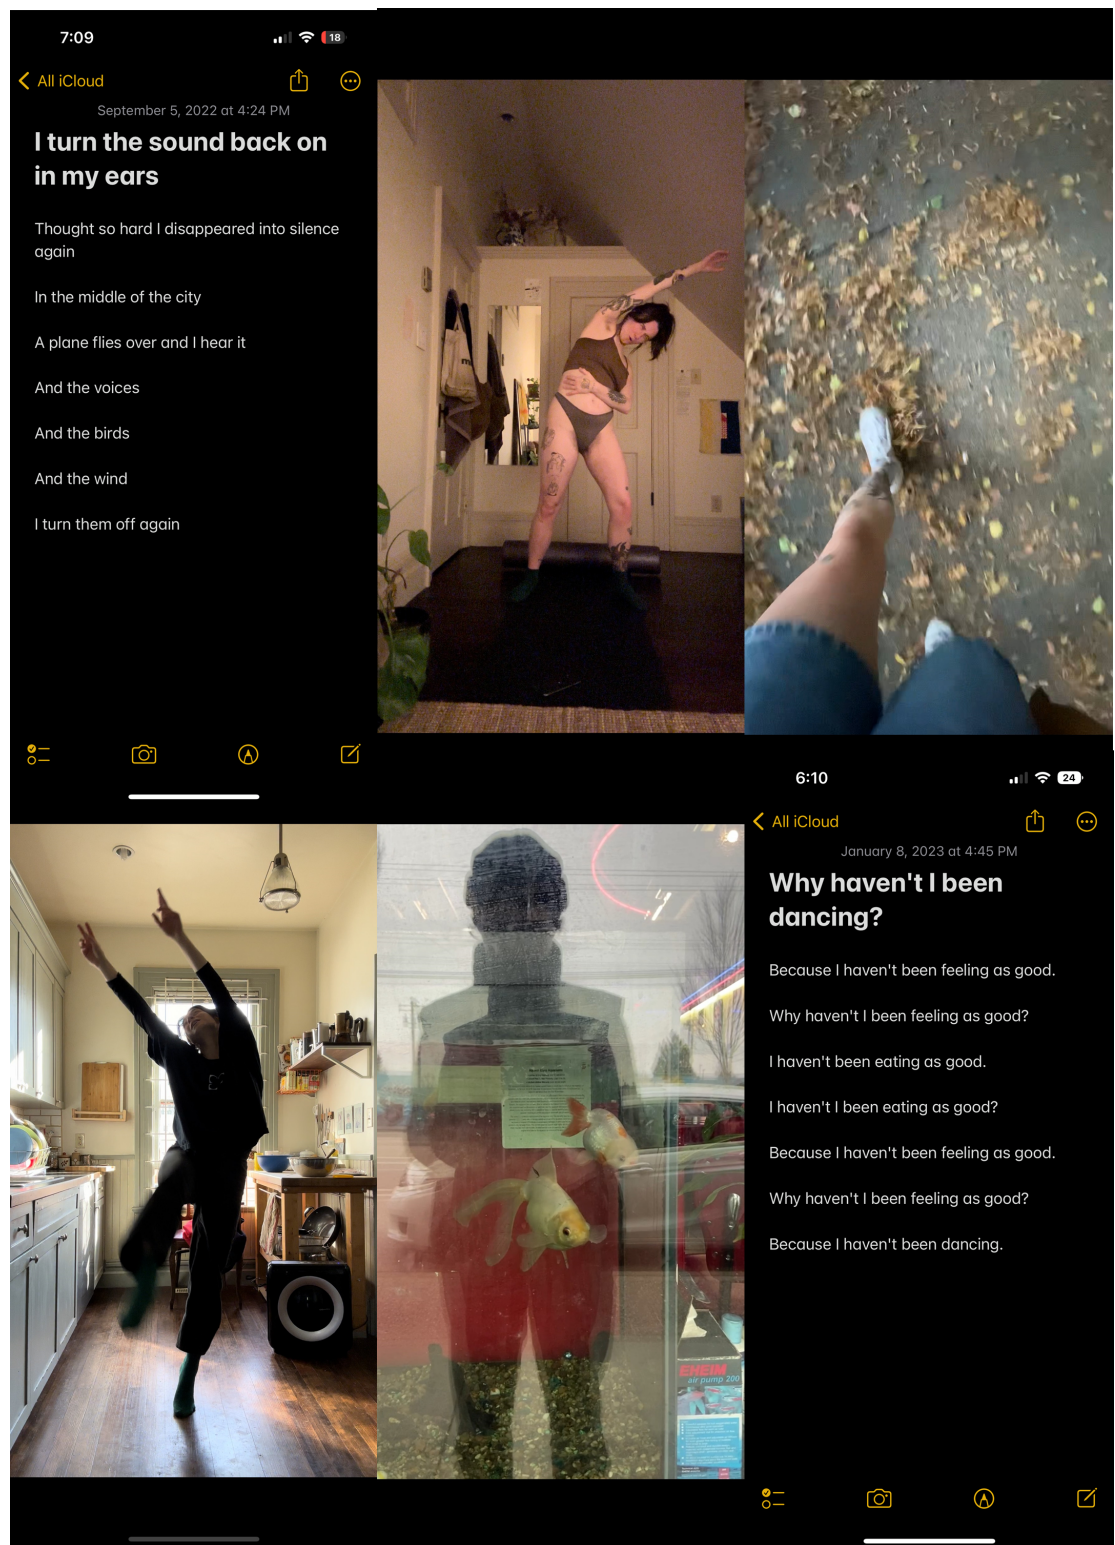 7:09
18
All iCloud
September 5, 2022 at 4:24 PM
I turn the sound back on
in my ears
Thought so hard I disappeared into silence
again
In the middle of the city
A plane flies over and I hear it
And the voices
And the birds
And the wind
I turn them off again
6:10
24
All iCloud
January 8, 2023 at 4:45 PM
Why haven't I been
dancing?
Because I haven't been feeling as good.
Why haven't I been feeling as good?
I haven't been eating as good.
I haven't I been eating as good?
Because I haven't been feeling as good.
Why haven't I been feeling as good?
Because I haven't been dancing.
EHEIM
air pump 200